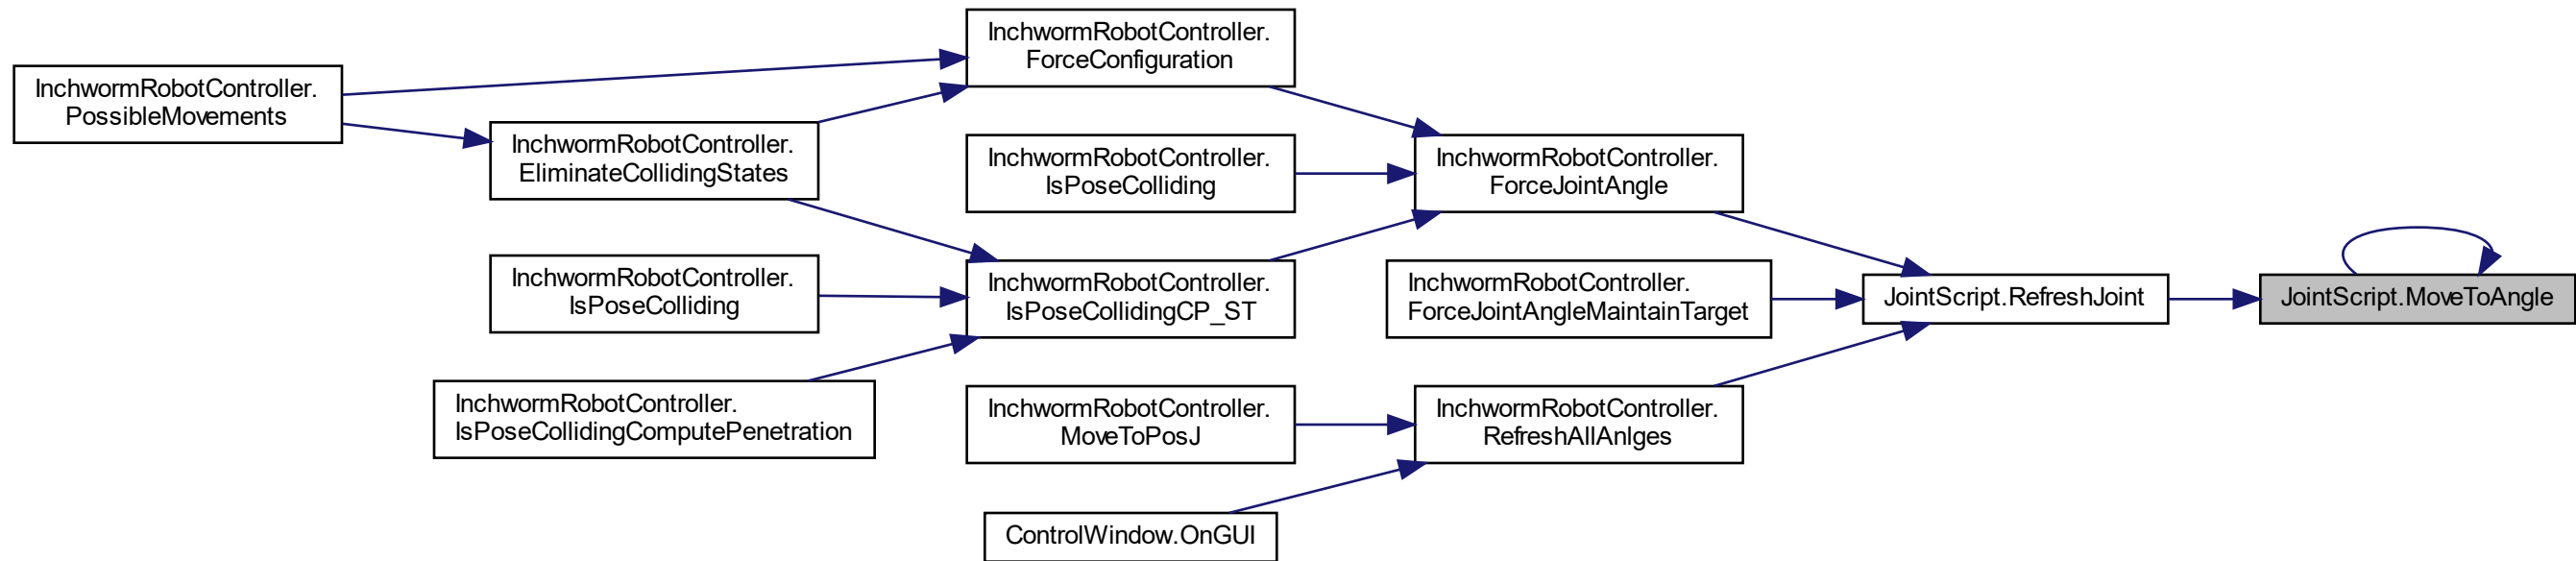 InchwormRobotController.
PossibleMovements
InchwormRobotController.
EliminateCollidingStates
InchwormRobotController.
IsPoseColliding
InchwormRobotController.
IsPoseCollidingComputePenetration
InchwormRobotController.
ForceConfiguration
InchwormRobotController.
IsPoseColliding
InchwormRobotController.
IsPoseCollidingCP_ST
InchwormRobotController.
MoveToPosJ
ControlWindow.OnGUI
InchwormRobotController.
ForceJointAngle
InchwormRobotController.
ForceJointAngleMaintainTarget
InchwormRobotController.
RefreshAllAnlges
JointScript.RefreshJoint
JointScript.MoveToAngle